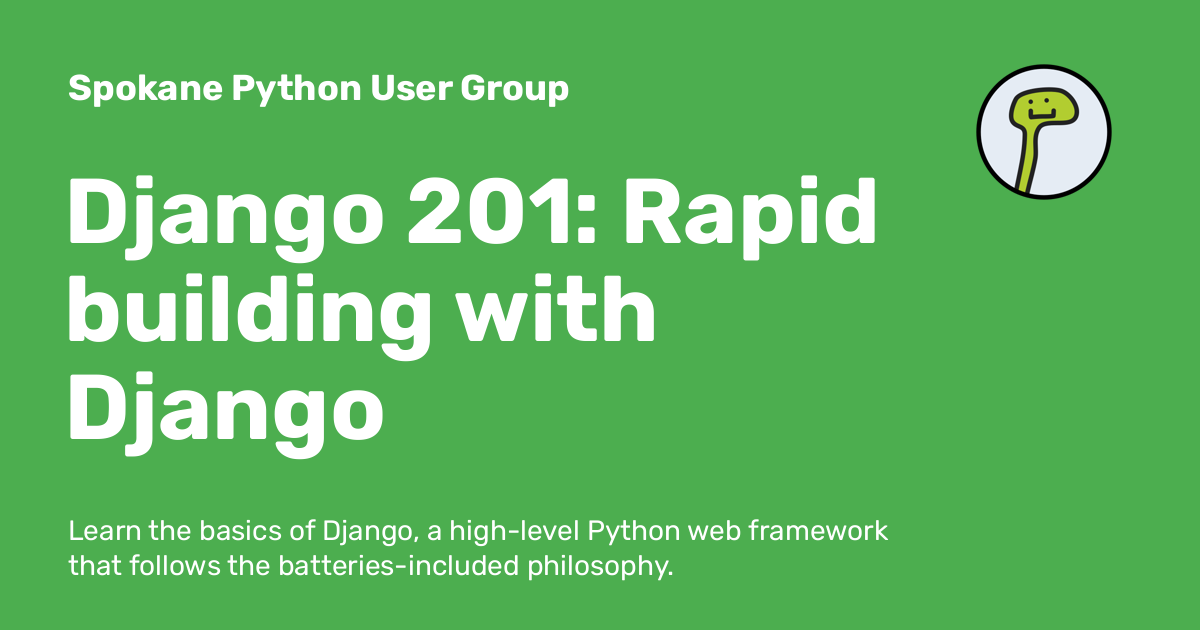 Spokane Python User Group
Django 201: Rapid
building with
Django
Learn the basics of Django, a high-level Python web framework
that follows the batteries-included philosophy.